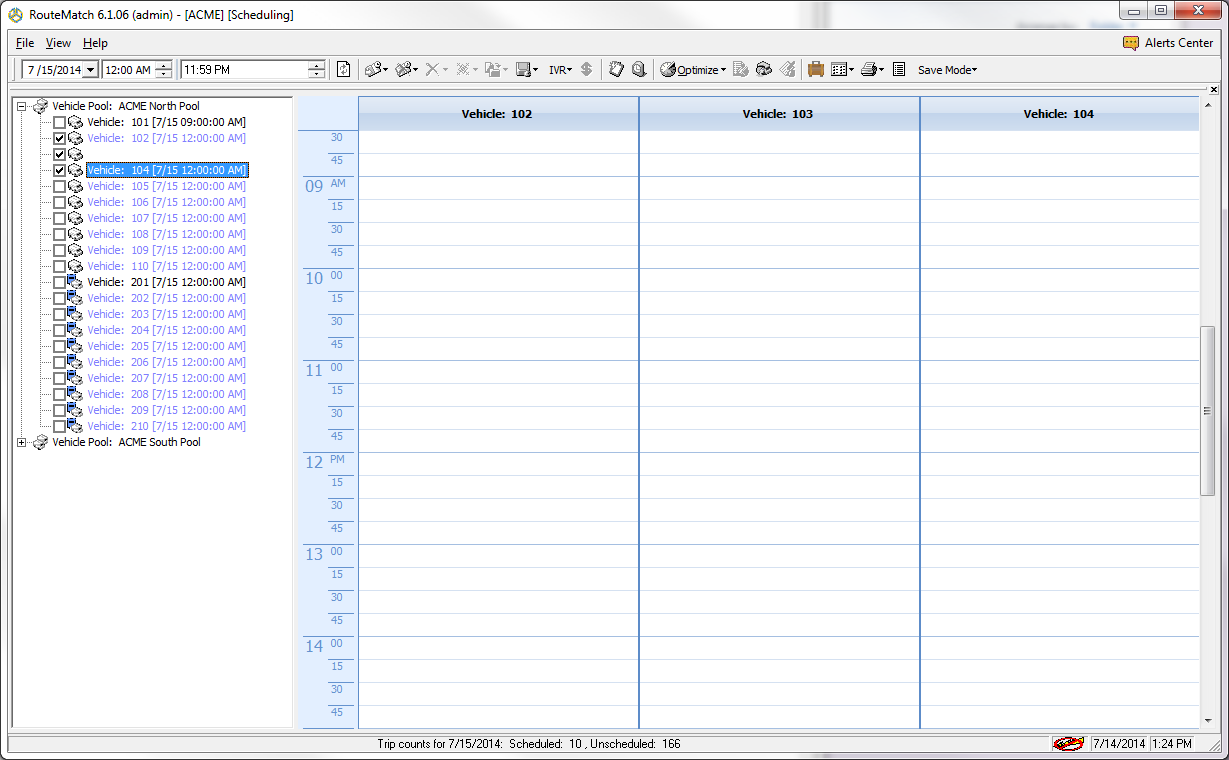 RouteMatch 6.1.06 (admin) - [ACME] [Scheduling]
File View Help
Alerts Center
7 /15/2014 12:00 AM 11:59 PM IVR $ Optimize Save Mode
Vehicle Pool: ACME North Pool
Vehicle: 101 [7/15 09:00:00 AM]
Vehicle: 102 [7/15 12:00:00 AM]
Vehicle: 104 [7/15 12:00:00 AM]
Vehicle: 105 [7/15 12:00:00 AM]
Vehicle: 106 [7/15 12:00:00 AM]
Vehicle: 107 [7/15 12:00:00 AM]
Vehicle: 108 [7/15 12:00:00 AM]
Vehicle: 109 [7/15 12:00:00 AM]
Vehicle: 110 [7/15 12:00:00 AM]
Vehicle: 201 [7/15 12:00:00 AM]
Vehicle: 202 [7/15 12:00:00 AM]
Vehicle: 203 [7/15 12:00:00 AM]
Vehicle: 204 [7/15 12:00:00 AM]
Vehicle: 205 [7/15 12:00:00 AM]
Vehicle: 206 [7/15 12:00:00 AM]
Vehicle: 207 [7/15 12:00:00 AM]
Vehicle: 208 [7/15 12:00:00 AM]
Vehicle: 209 [7/15 12:00:00 AM]
Vehicle: 210 [7/15 12:00:00 AM]
Vehicle Pool: ACME South Pool
Vehicle: 102 Vehicle: 103 Vehicle: 104
30
45
09 AM
15
30
45
10 00
15
30
45
11 00
15
30
45
12 PM
15
30
45
13 00
15
30
45
14 00
15
30
45
Trip counts for 7/15/2014: Scheduled: 10 , Unscheduled: 166
7/14/2014 1:24 PM